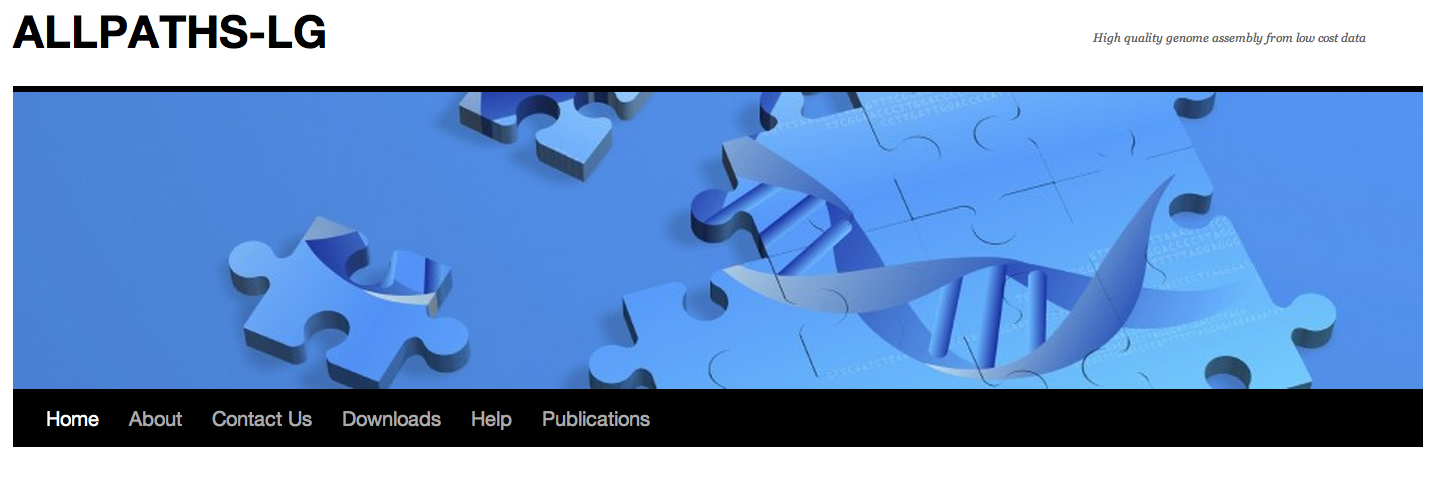 ALLPATHS-LG
High quality genome assembly from low cost data
Home About Contact Us Downloads Help Publications